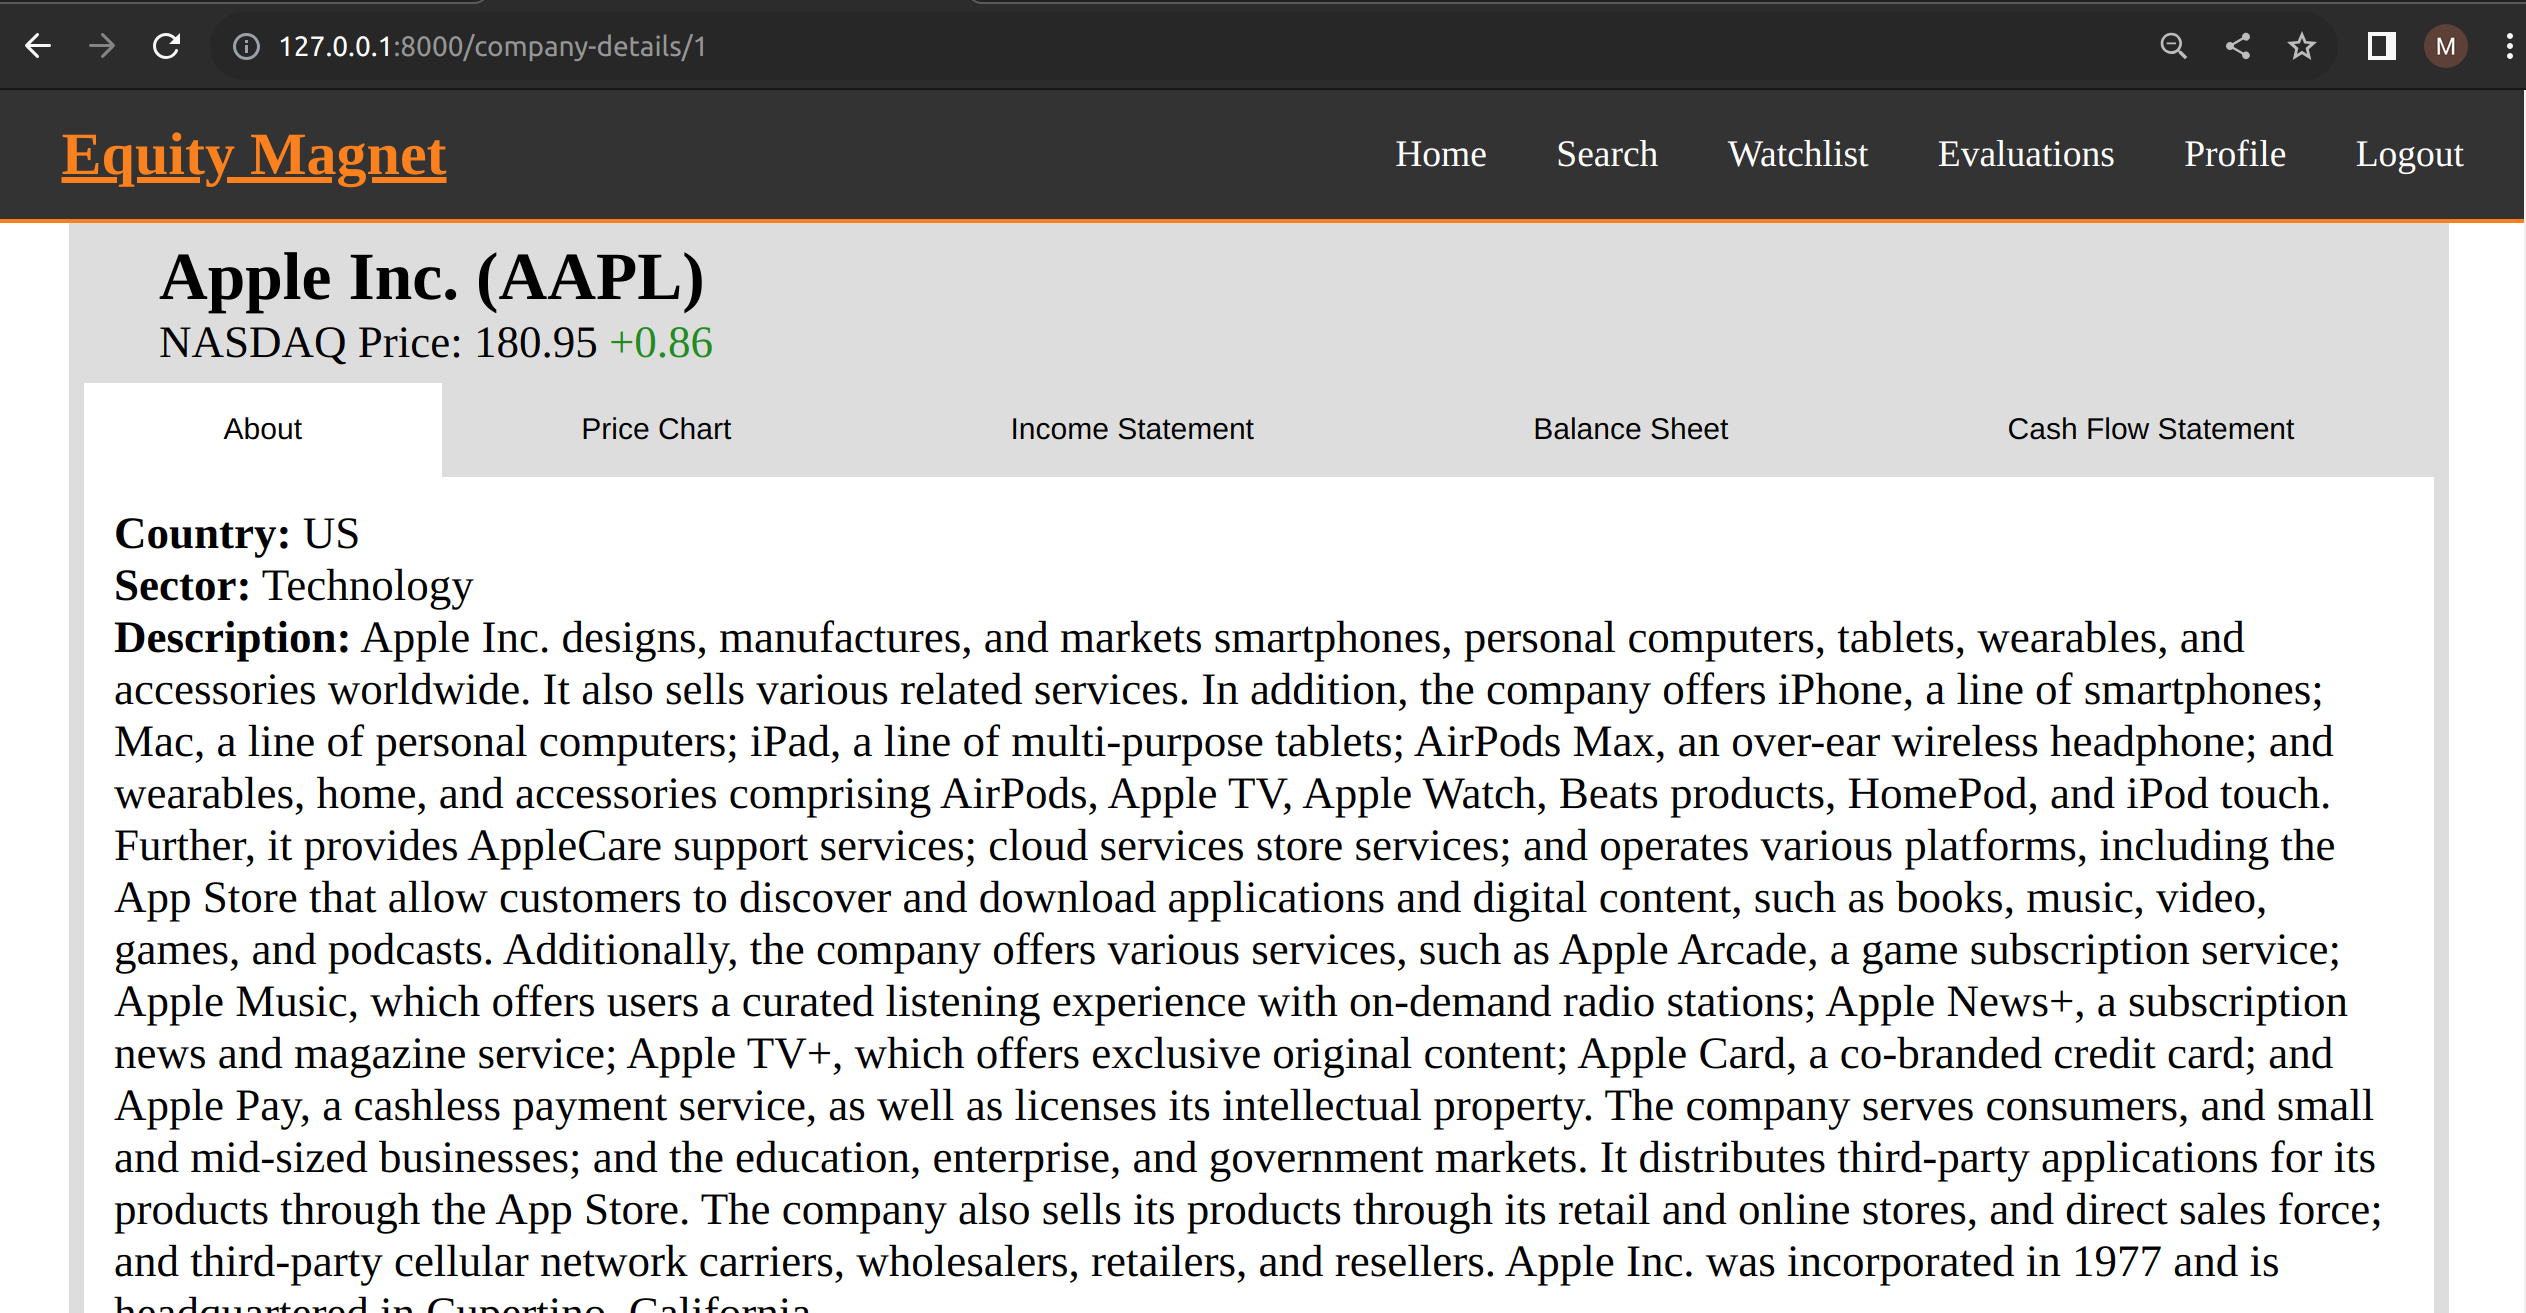 127.0.0.1:8000/company-details/1
M
Equity Magnet
Home Search Watchlist Evaluations Profile Logout
Apple Inc. (AAPL)
NASDAQ Price: 180.95 +0.86
About Price Chart Income Statement Balance Sheet Cash Flow Statement
Country: US
Sector: Technology
Description: Apple Inc. designs, manufactures, and markets smartphones, personal computers, tablets, wearables, and
accessories worldwide. It also sells various related services. In addition, the company offers iPhone, a line of smartphones;
Mac, a line of personal computers; iPad, a line of multi-purpose tablets; AirPods Max, an over-ear wireless headphone; and
wearables, home, and accessories comprising AirPods, Apple TV, Apple Watch, Beats products, HomePod, and iPod touch.
Further, it provides AppleCare support services; cloud services store services; and operates various platforms, including the
App Store that allow customers to discover and download applications and digital content, such as books, music, video,
games, and podcasts. Additionally, the company offers various services, such as Apple Arcade, a game subscription service;
Apple Music, which offers users a curated listening experience with on-demand radio stations; Apple News+, a subscription
news and magazine service; Apple TV+, which offers exclusive original content; Apple Card, a co-branded credit card; and
Apple Pay, a cashless payment service, as well as licenses its intellectual property. The company serves consumers, and small
and mid-sized businesses; and the education, enterprise, and government markets. It distributes third-party applications for its
products through the App Store. The company also sells its products through its retail and online stores, and direct sales force;
and third-party cellular network carriers, wholesalers, retailers, and resellers. Apple Inc. was incorporated in 1977 and is
headquartered in Cupertino, California.